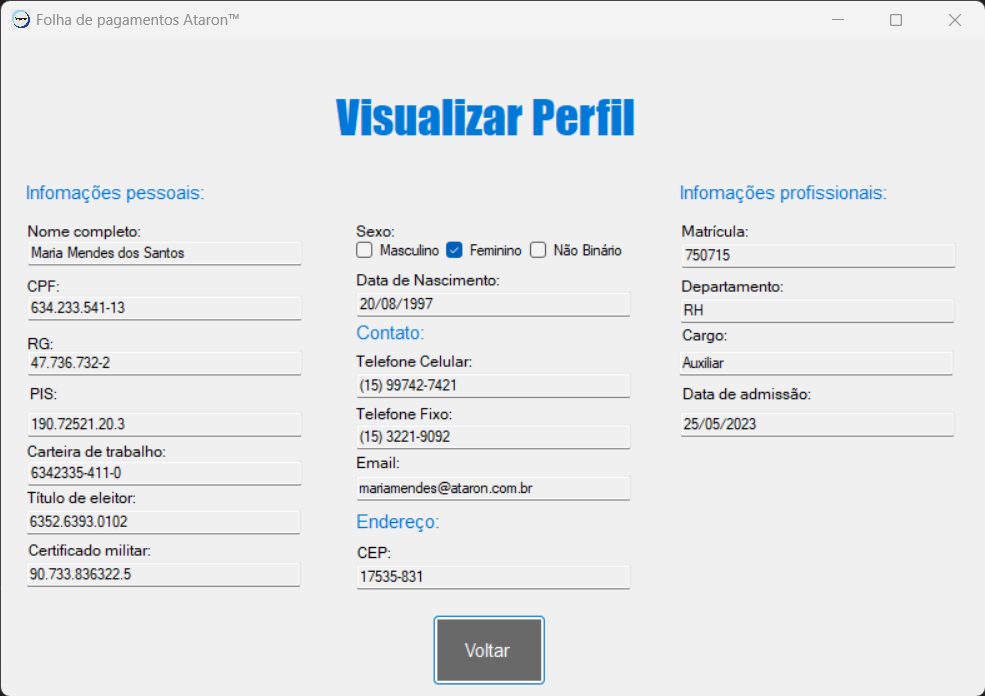 Folha de pagamentos Ataron™
Visualizar Perfil
Infomações pessoais:
Nome completo:
Maria Mendes dos Santos
CPF:
634.233.541-13
RG:
47.736.732-2
PIS:
190.72521.20.3
Carteira de trabalho:
6342335-411-0
Título de eleitor:
6352.6393.0102
Certificado militar:
90.733.836322.5
Sexo:
Masculino Feminino Não Binário
Data de Nascimento:
20/08/1997
Contato:
Telefone Celular:
(15) 99742-7421
Telefone Fixo:
(15) 3221-9092
Email:
mariamendes@ataron.com.br
Endereço:
CEP:
17535-831
Infomações profissionais:
Matrícula:
750715
Departamento:
RH
Cargo:
Auxiliar
Data de admissão:
25/05/2023
Voltar